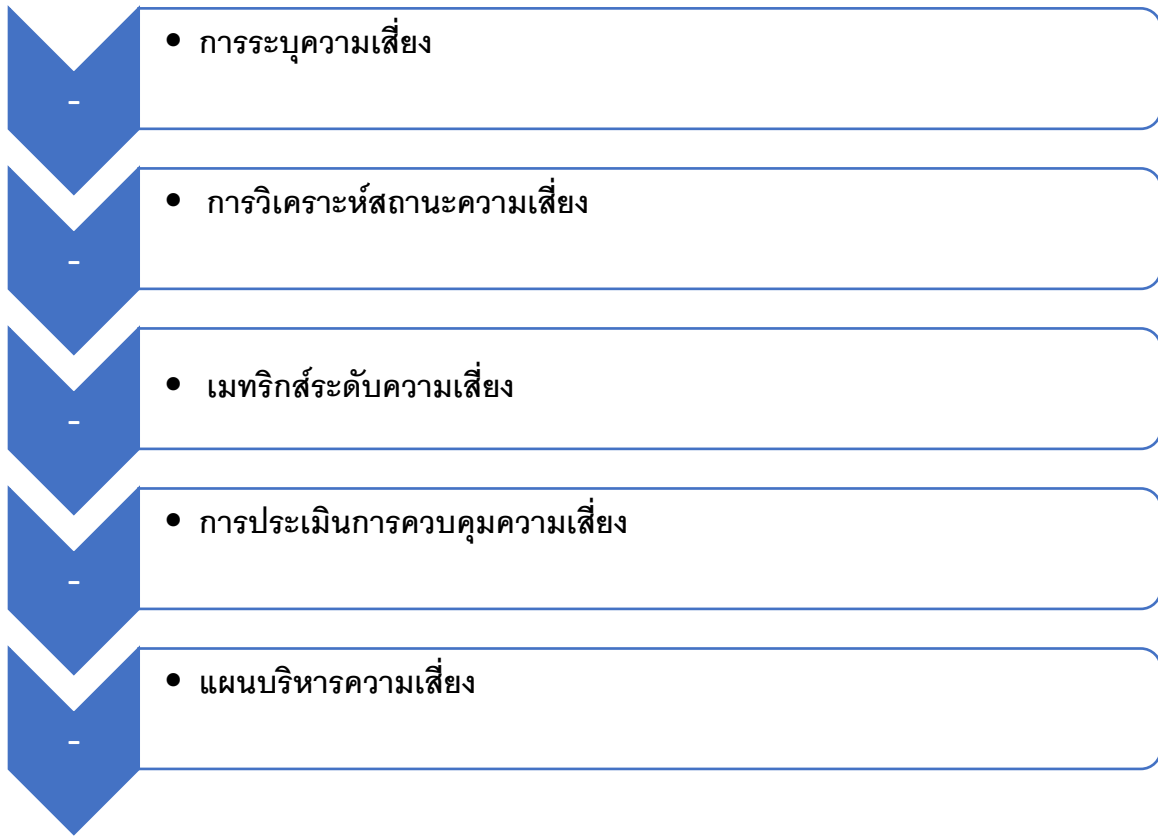 -
• การระบุความเสี่ยง
-
• การวิเคราะห์สถานะความเสี่ยง
-
• เมทริกส์ระดับความเสี่ยง
-
• การประเมินการควบคุมความเสี่ยง
-
• แผนบริหารความเสี่ยง